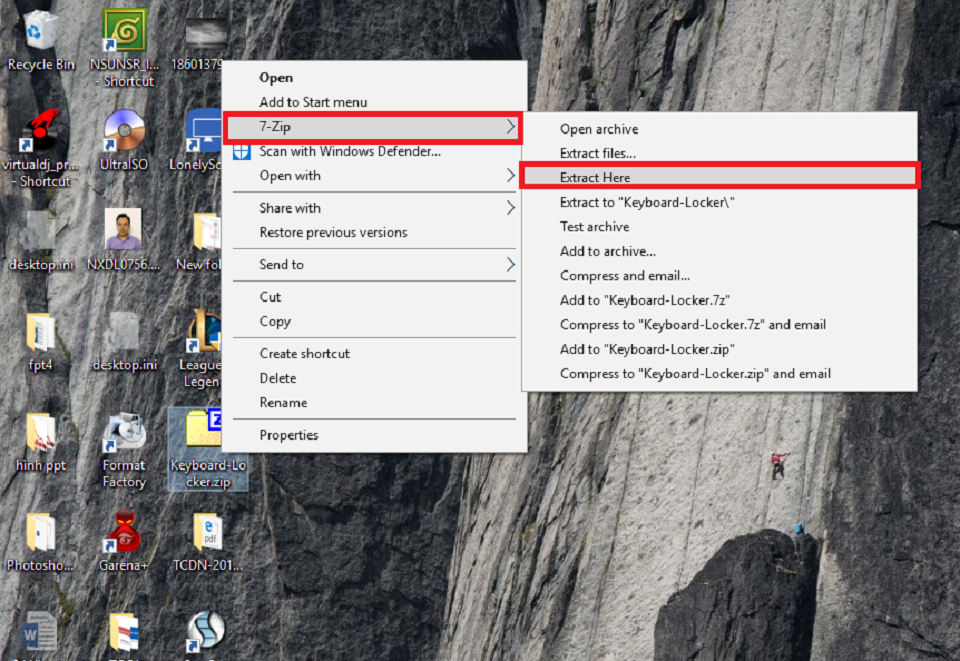 Recycle Bin
NSUNSR_I...
- Shortcut
18601379
virtualdj_pr...
- Shortcut
UltraISO
LonelySc
desktop.ini
NXDL0756....
New fol
fpt4
desktop.ini
League
Legen
hình ppt
Format
Factory
Keyboard-Lo
cker.zip
Photosho...
Garena+
TCDN-201...
Open
Add to Start menu
7-Zip
Scan with Windows Defender...
Open with
Share with
Restore previous versions
Send to
Cut
Copy
Create shortcut
Delete
Rename
Properties
Open archive
Extract files...
Extract Here
Extract to "Keyboard-Locker\"
Test archive
Add to archive...
Compress and email...
Add to "Keyboard-Locker.7z"
Compress to "Keyboard-Locker.7z" and email
Add to "Keyboard-Locker.zip"
Compress to "Keyboard-Locker.zip" and email